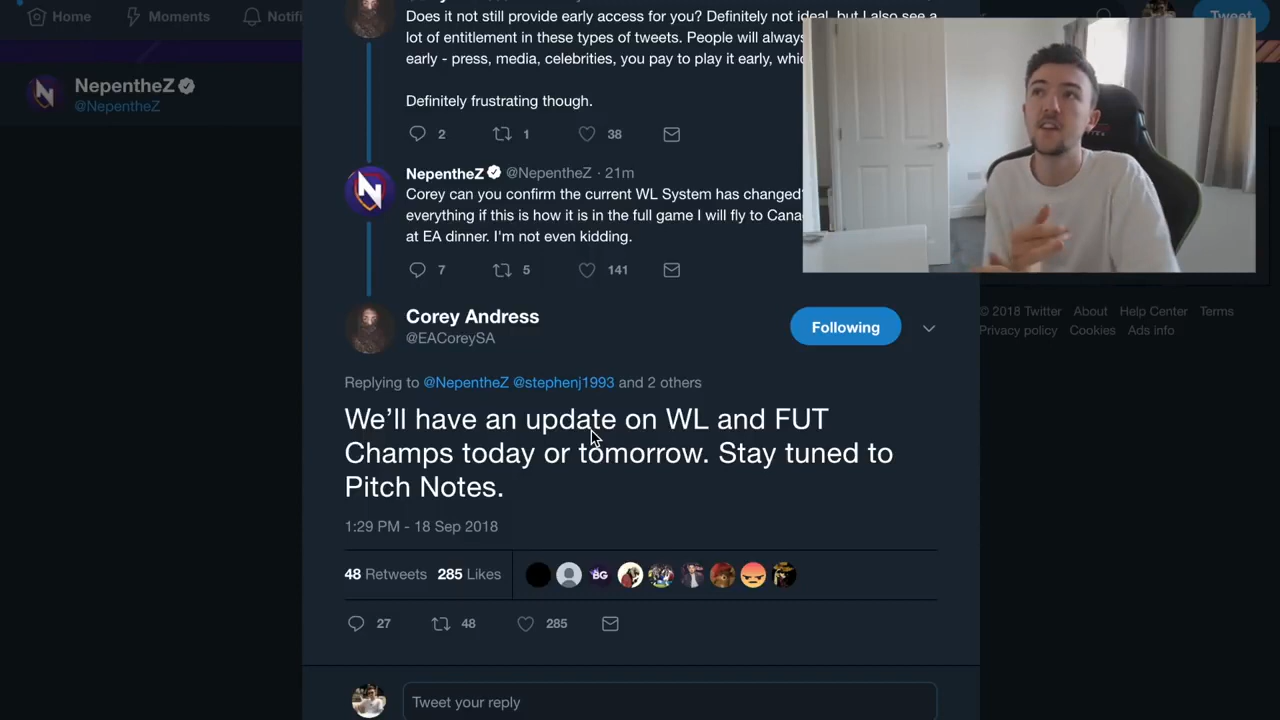 Home
Moments
Notifi
Tweet
NepentheZ
@NepentheZ
Does it not still provide early access for you? Definitely not ideal, but I also see a
lot of entitlement in these types of tweets. People will always
early - press, media, celebrities, you pay to play it early,
Definitely frustrating though.
2 1 38
NepentheZ @NepentheZ · 21m
Corey can you confirm the current WL System has changed?
everything if this is how it is in the full game I will fly to
at EA dinner. I'm not even kidding.
7 5 141
Corey Andress
@EACoreySA
Following
Replying to @NepentheZ @stephenj1993 and 2 others
We'll have an update on WL and FUT
Champs today or tomorrow. Stay tuned to
Pitch Notes.
1:29 PM - 18 Sep 2018
48 Retweets 285 Likes
BG
27 48 285
Tweet your reply
© 2018 Twitter About Help Center Terms
Privacy policy Cookies Ads info